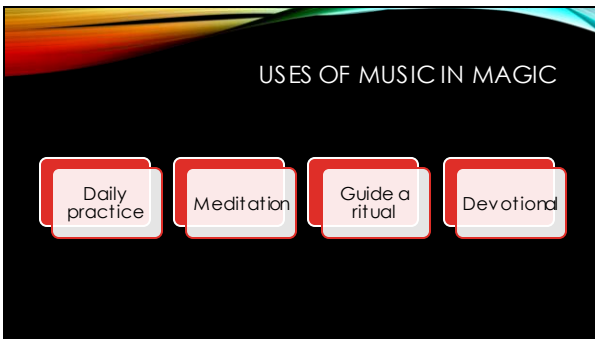 USES OF MUSIC IN MAGIC
Daily
practice
Meditation
Guide a
ritual
Devotional